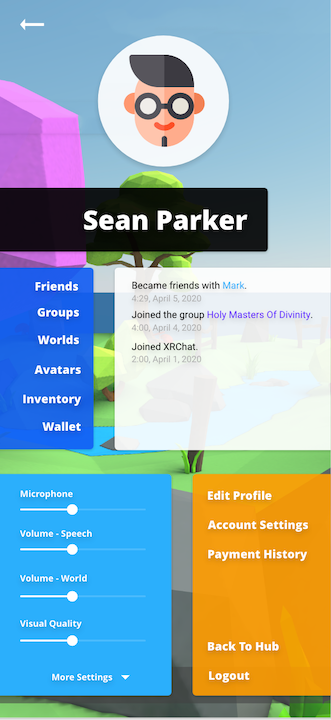 Sean Parker
Friends
Groups
Worlds
Avatars
Inventory
Wallet
Became friends with Mark.
4:29, April 5, 2020
Joined the group Holy Masters Of Divinity.
4:00, April 4, 2020
Joined XRChat.
2:00, April 1, 2020
Microphone
Volume - Speech
Volume - World
Visual Quality
More Settings
Edit Profile
Account Settings
Payment History
Back To Hub
Logout